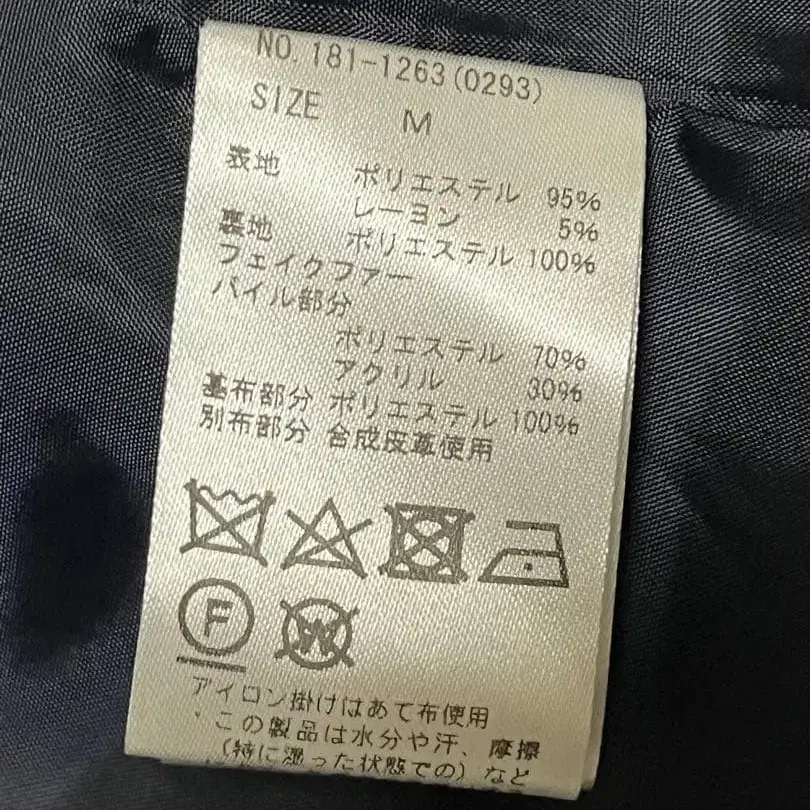 NO. 181-1263(0293)
SIZE M
表地 ポリエステル 95%
レーヨン 5%
裏地 ポリエステル 100%
フェイクファー
パイル部分
ポリエステル 70%
アクリル 30%
基布部分 ポリエステル 100%
別布部分 合成皮革使用
F W
アイロン掛けはあて布使用
・この製品は水分や汗、摩擦
(特に湿った状態での)など